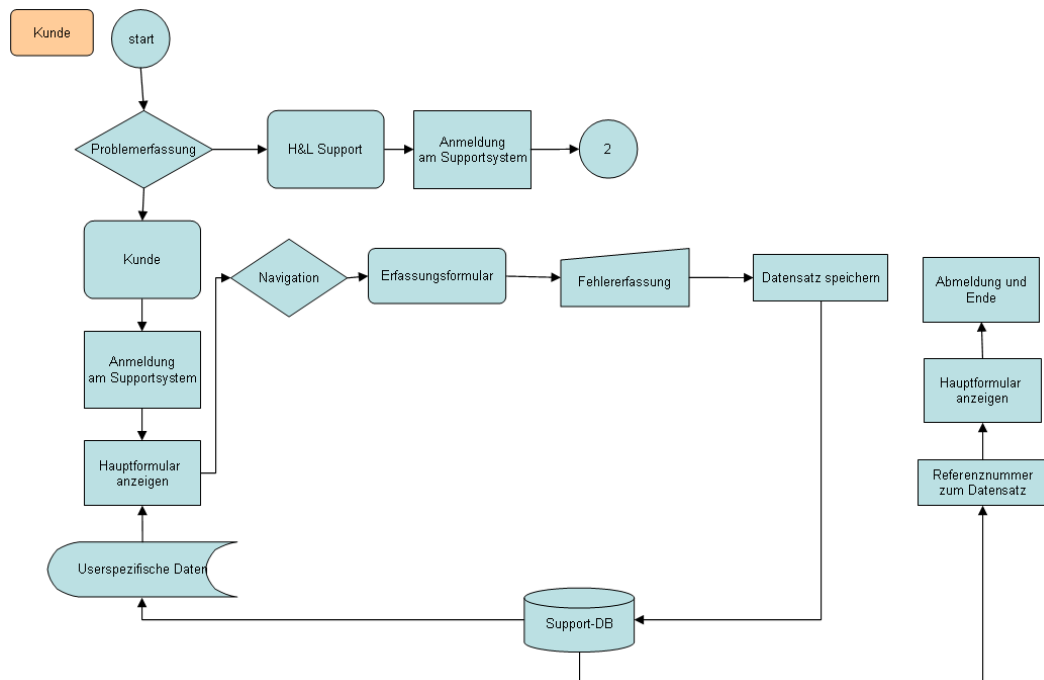 Kunde
start
Problemerfassung
H&L Support
Anmeldung
am Supportsystem
2
Kunde
Navigation
Erfassungsformular
Fehlererfassung
Datensatz speichern
Abmeldung und
Ende
Anmeldung
am Supportsystem
Hauptformular
anzeigen
Hauptformular
anzeigen
Referenznummer
zum Datensatz
Userspezifische Daten
Support-DB